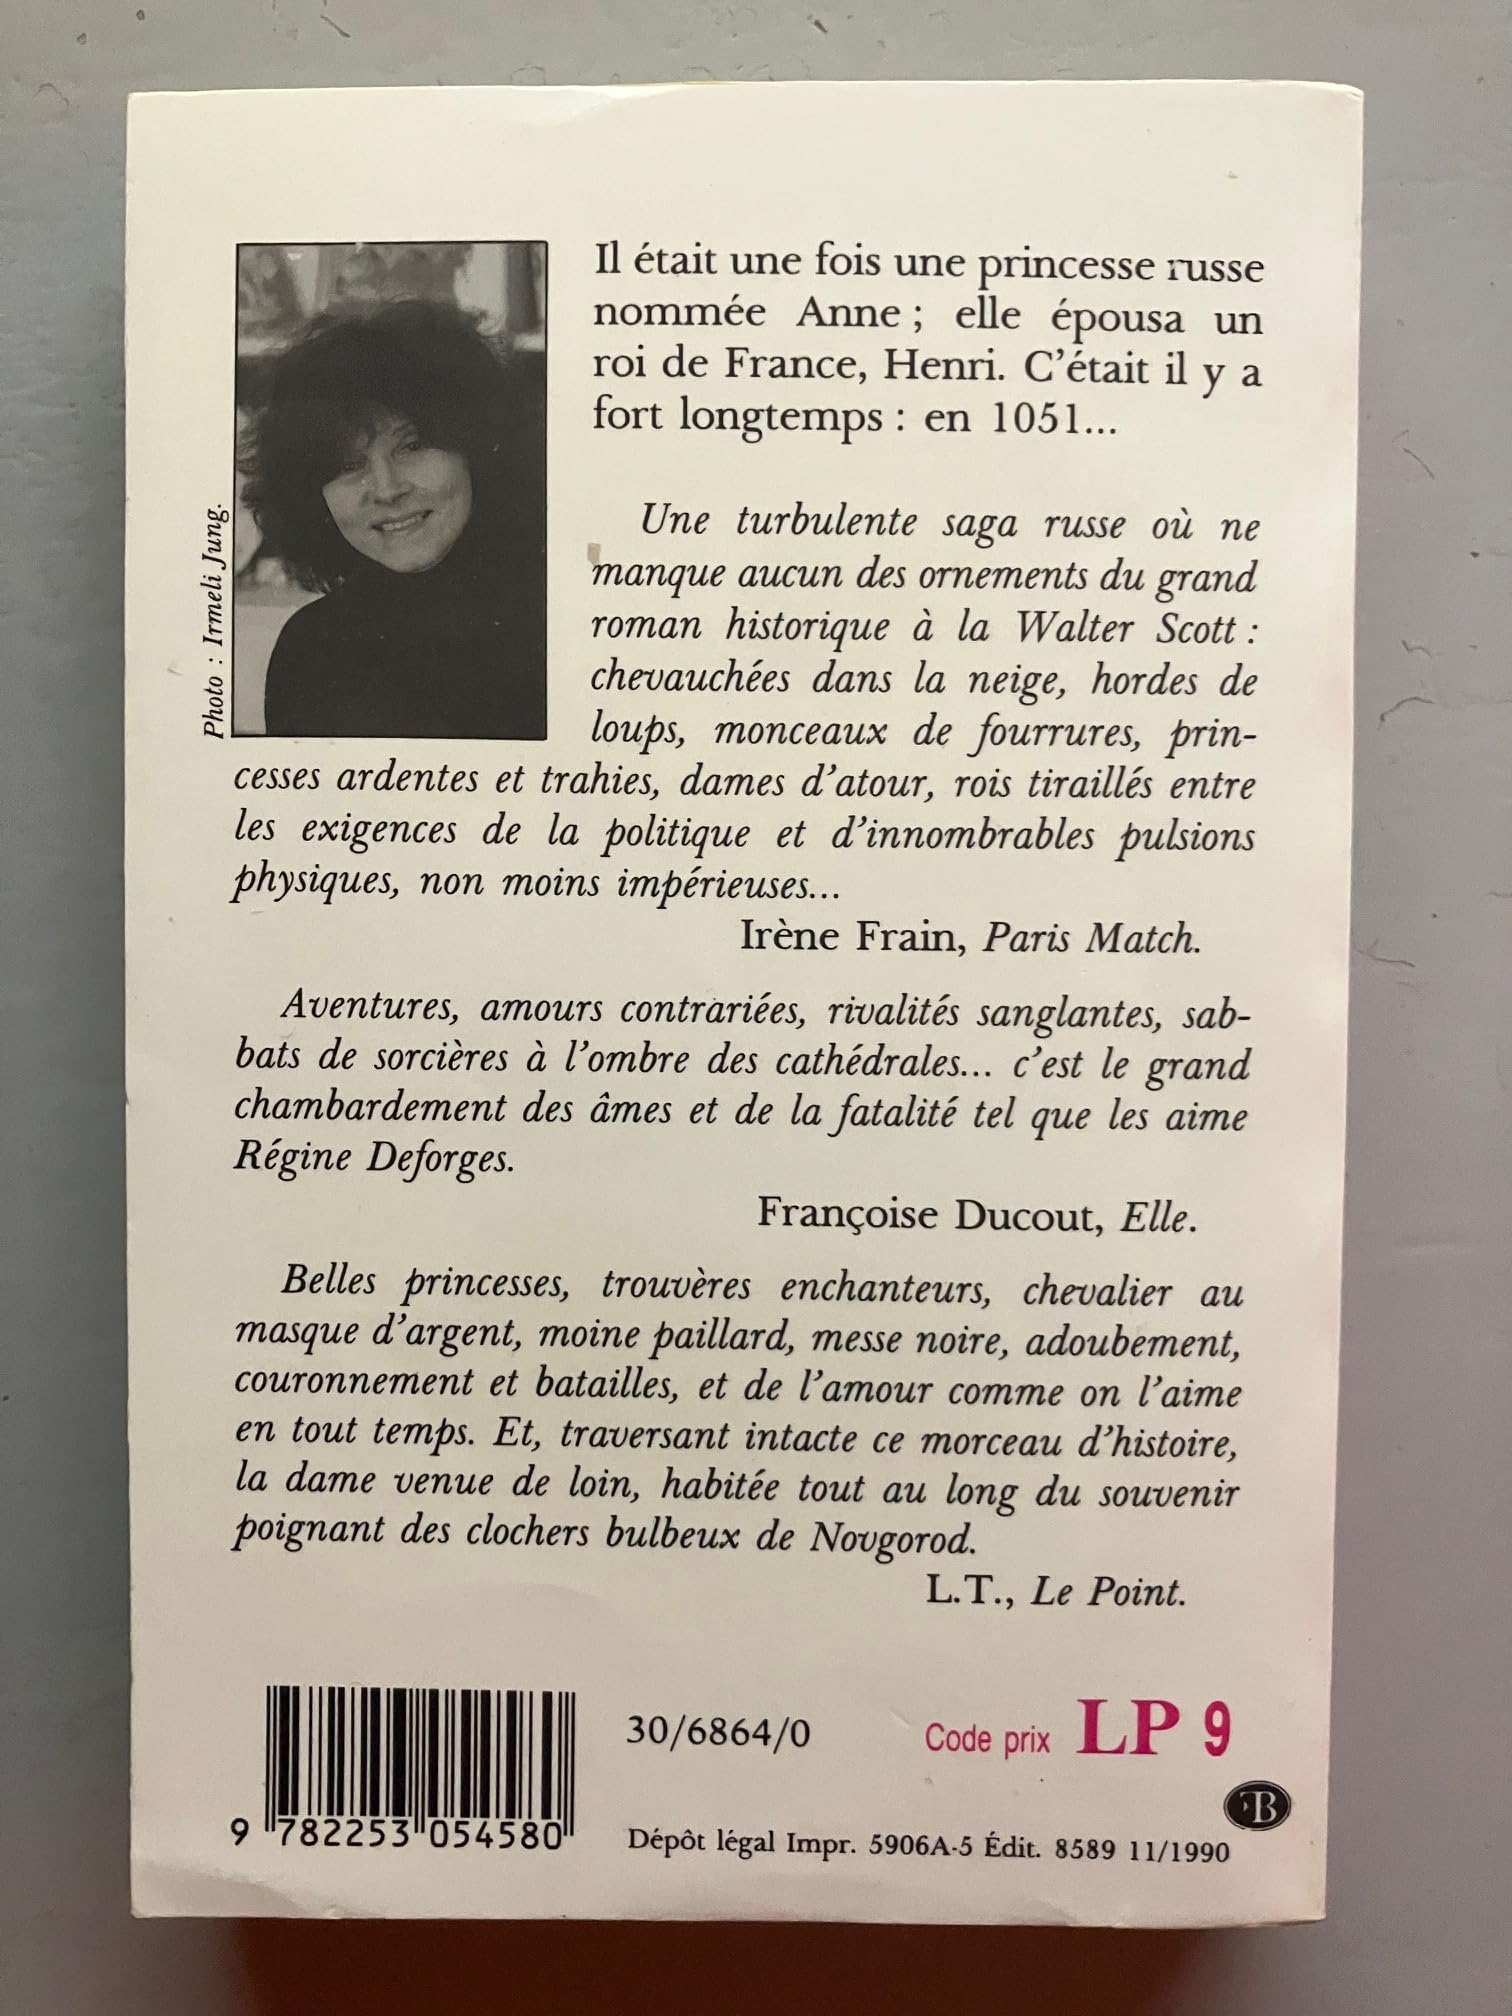 Il était une fois une princesse russe
nommée Anne ; elle épousa un
roi de France, Henri. C'était il y a
fort longtemps : en 1051...
Photo : Irmeli Jung.
Une turbulente saga russe où ne
manque aucun des ornements du grand
roman historique à la Walter Scott :
chevauchées dans la neige, hordes de
loups, monceaux de fourrures, prin-
cesses ardentes et trahies, dames d'atour, rois tiraillés entre
les exigences de la politique et d'innombrables pulsions
physiques, non moins impérieuses...
Irène Frain, Paris Match.
Aventures, amours contrariées, rivalités sanglantes, sab-
bats de sorcières à l'ombre des cathédrales... c'est le grand
chambardement des âmes et de la fatalité tel que les aime
Régine Deforges.
Françoise Ducout, Elle.
Belles princesses, trouvères enchanteurs, chevalier au
masque d'argent, moine paillard, messe noire, adoubement,
couronnement et batailles, et de l'amour comme on l'aime
en tout temps. Et, traversant intacte ce morceau d'histoire,
la dame venue de loin, habitée tout au long du souvenir
poignant des clochers bulbeux de Novgorod.
L.T., Le Point.
30/6864/0
Code prix LP 9
9 782253 054580
Dépôt légal Impr. 5906A-5 Édit. 8589 11/1990